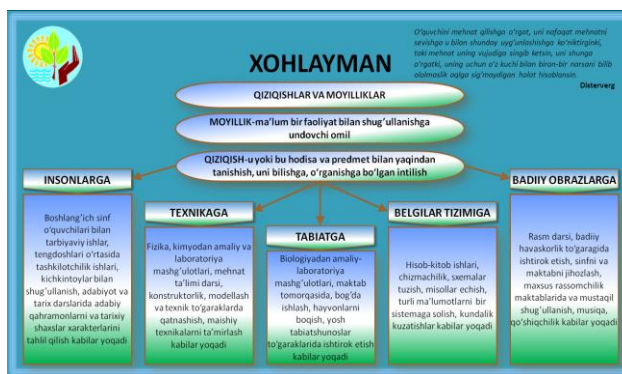 O'quvchini mehnat qilishga o'rgat, uni nafaqat mehnatni
sevishga u bilan shunday uyg'unlashishga ko'niktirginki,
toki mehnat uning vujudiga singib ketsin, uni shunga
o'rgatki, uning uchun o'z kuchi bilan biron-bir narsani bilib
ololmaslik aqlga sig'maydigan holat hisoblansin.
Disterverg
XOHLAYMAN
QIZIQISHLAR VA MOYILLIKLAR
MOYILLIK-ma'lum bir faoliyat bilan shug'ullanishga
undovchi omil
QIZIQISH-u yoki bu hodisa va predmet bilan yaqindan
tanishish, uni bilishga, o'rganishga bo'lgan intilish
INSONLARGA
Boshlang'ich sinf
o'quvchilari bilan
tarbiyaviy ishlar,
tengdoshlari o'rtasida
tashkilotchilik ishlari,
kichkintoylar bilan
shug'ullanish, adabiyot va
tarix darslarida adabiy
qahramonlarni va tarixiy
shaxslar xarakterlarini
tahlil qilish kabilar yoqadi
TEXNIKAGA
Fizika, kimyodan amaliy va
laboratoriya
mashg'ulotlari, mehnat
ta'limi darsi,
konstruktorlik, modellash
va texnik to'garaklarda
qatnashish, maishiy
texnikalarni ta'mirlash
kabilar yoqadi
TABIATGA
Biologiyadan amaliy-
laboratoriya
mashg'ulotlari, maktab
tomorqasida, bog'da
ishlash, hayvonlarni
boqish, yosh
tabiatshunoslar
to'garaklarida ishtirok etish
kabilar yoqadi
BELGILAR TIZIMIGA
Hisob-kitob ishlari,
chizmachilik, sxemalar
tuzish, misollar echish,
turli ma'lumotlarni bir
sistemaga solish, kundalik
kuzatishlar kabilar yoqadi
BADIIY OBRAZLARGA
Rasm darsi, badiiy
havaskorlik to'garagida
ishtirok etish, sinfni va
maktabni jihozlash,
maxsus rassomchilik
maktablarida va mustaqil
shug'ullanish, musiqa,
qo'shiqchilik kabilar yoqadi